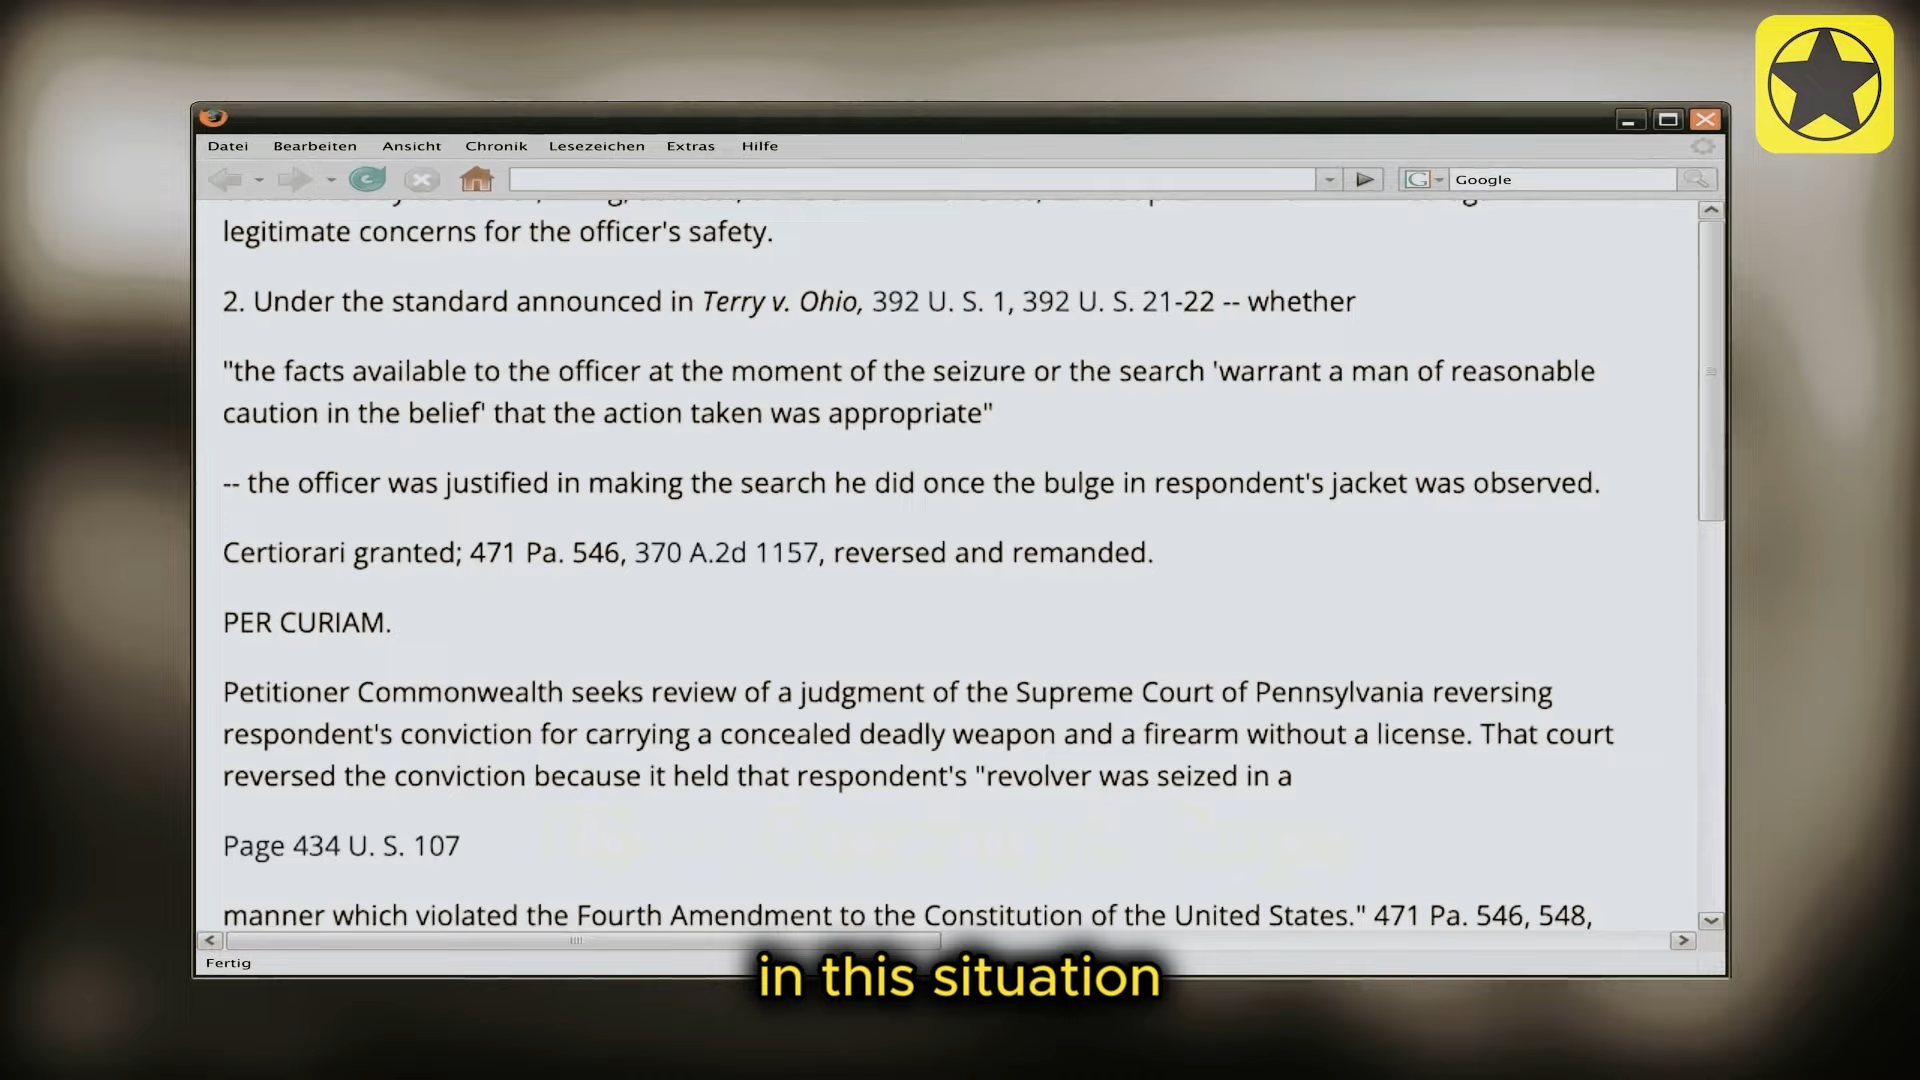 Datei Bearbeiten Ansicht Chronik Lesezeichen Extras Hilfe
Google
legitimate concerns for the officer's safety.
2. Under the standard announced in Terry v. Ohio, 392 U. S. 1, 392 U. S. 21-22 -- whether
"the facts available to the officer at the moment of the seizure or the search 'warrant a man of reasonable
caution in the belief' that the action taken was appropriate"
-- the officer was justified in making the search he did once the bulge in respondent's jacket was observed.
Certiorari granted; 471 Pa. 546, 370 A.2d 1157, reversed and remanded.
PER CURIAM.
Petitioner Commonwealth seeks review of a judgment of the Supreme Court of Pennsylvania reversing
respondent's conviction for carrying a concealed deadly weapon and a firearm without a license. That court
reversed the conviction because it held that respondent's "revolver was seized in a
Page 434 U. S. 107
manner which violated the Fourth Amendment to the Constitution of the United States." 471 Pa. 546, 548,
Fertig
in this situation